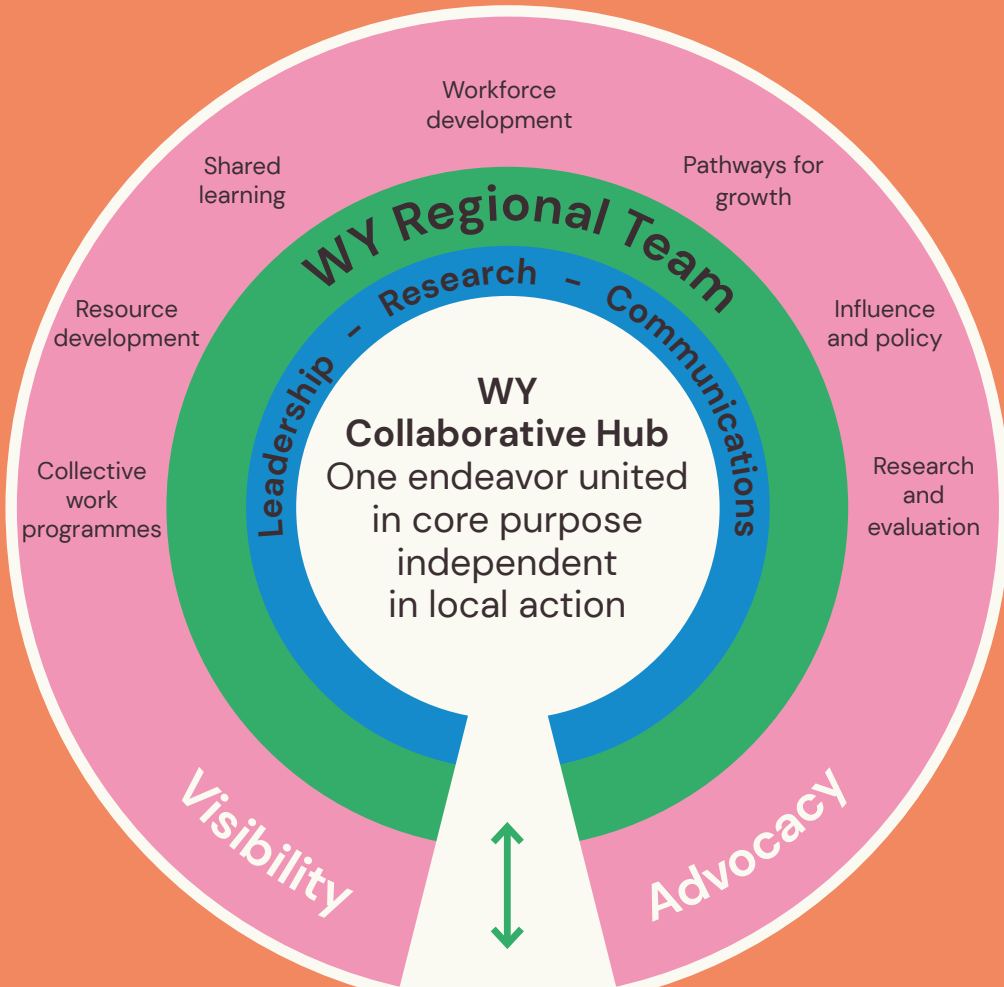 Workforce
development
Shared
learning
Pathways for
growth
WY Regional Team
Leadership - Research - Communications
Resource
development
Influence
and policy
WY
Collaborative Hub
One endeavor united
in core purpose
independent
in local action
Collective
work
programmes
Research
and
evaluation
Visibility
Advocacy